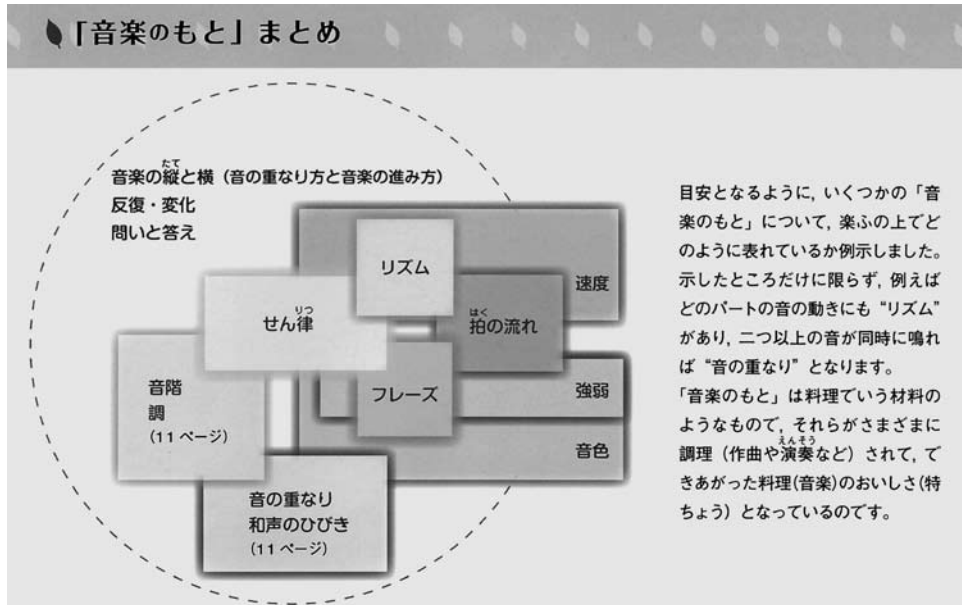 「音楽のもと」まとめ
音楽の縦と横（音の重なり方と音楽の進み方）
反復・変化
問いと答え
リズム
速度
せん律
拍の流れ
音階
調
（11ページ）
フレーズ
強弱
音色
音の重なり
和声のひびき
（11ページ）
目安となるように，いくつかの「音
楽のもと」について，楽ふの上でど
のように表れているか例示しました。
示したところだけに限らず，例えば
どのパートの音の動きにも“リズム”
があり，二つ以上の音が同時に鳴れ
ば“音の重なり”となります。
「音楽のもと」は料理でいう材料の
ようなもので，それらがさまざまに
調理（作曲や演奏など）されて，で
きあがった料理(音楽)のおいしさ(特
ちょう）となっているのです。